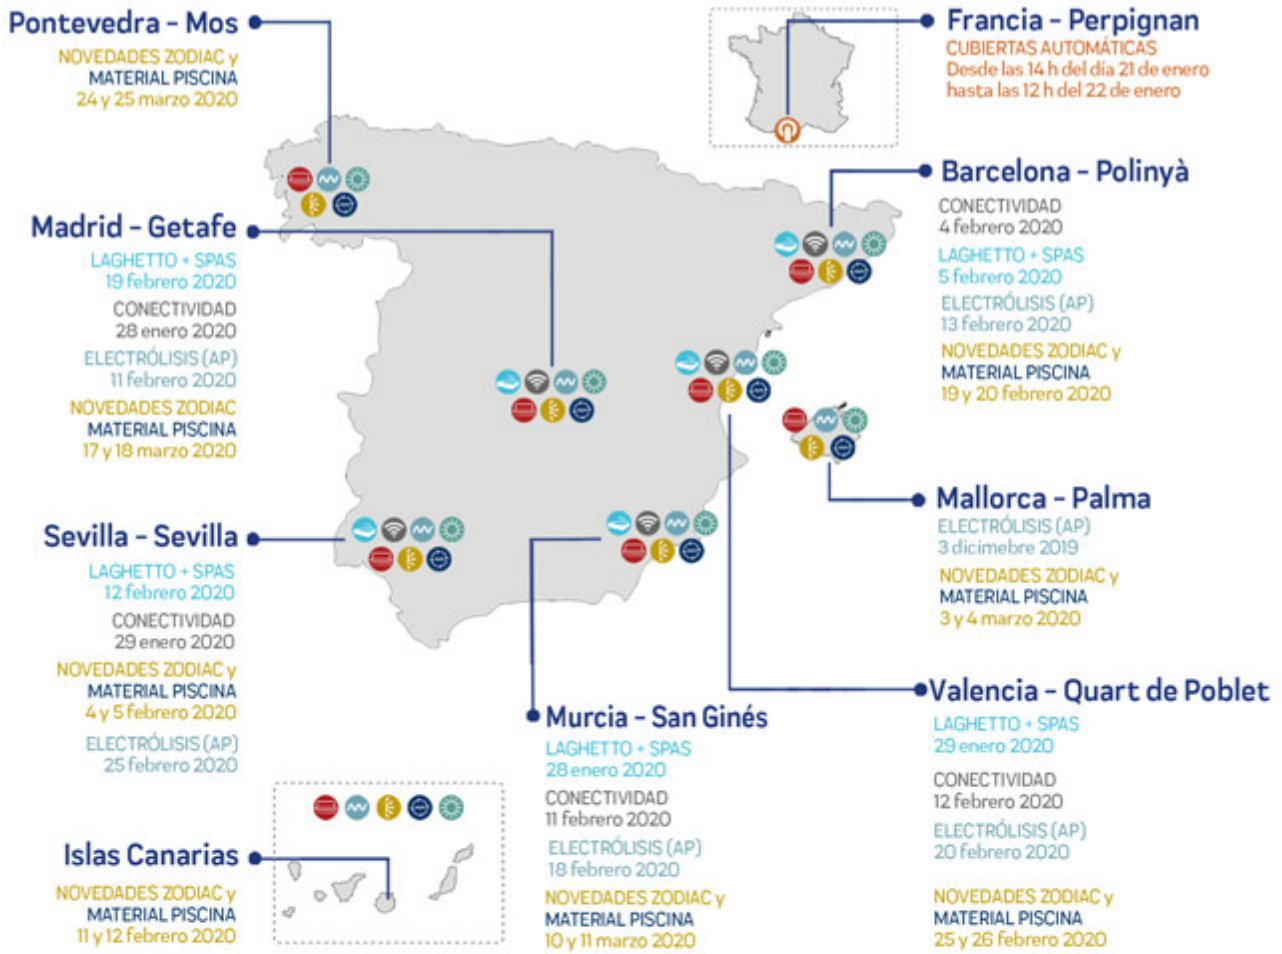 Pontevedra - Mos
NOVEDADES ZODIAC y
MATERIAL PISCINA
24 y 25 marzo 2020
Francia - Perpignan
CUBIERTAS AUTOMÁTICAS
Desde las 14 h del día 21 de enero
hasta las 12 h del 22 de enero
Madrid - Getafe
LAGHETTO + SPAS
19 febrero 2020
CONECTIVIDAD
28 enero 2020
ELECTRÓLISIS (AP)
11 febrero 2020
NOVEDADES ZODIAC
MATERIAL PISCINA
17 y 18 marzo 2020
Barcelona - Polinyà
CONECTIVIDAD
4 febrero 2020
LAGHETTO + SPAS
5 febrero 2020
ELECTRÓLISIS (AP)
13 febrero 2020
NOVEDADES ZODIAC y
MATERIAL PISCINA
19 y 20 febrero 2020
Sevilla - Sevilla
LAGHETTO + SPAS
12 febrero 2020
CONECTIVIDAD
29 enero 2020
NOVEDADES ZODIAC y
MATERIAL PISCINA
4 y 5 febrero 2020
ELECTRÓLISIS (AP)
25 febrero 2020
Mallorca - Palma
ELECTRÓLISIS (AP)
3 dicimebre 2019
NOVEDADES ZODIAC y
MATERIAL PISCINA
3 y 4 marzo 2020
Islas Canarias
NOVEDADES ZODIAC y
MATERIAL PISCINA
11 y 12 febrero 2020
Murcia - San Ginés
LAGHETTO + SPAS
28 enero 2020
CONECTIVIDAD
11 febrero 2020
ELECTRÓLISIS (AP)
18 febrero 2020
NOVEDADES ZODIAC y
MATERIAL PISCINA
10 y 11 marzo 2020
Valencia - Quart de Poblet
LAGHETTO + SPAS
29 enero 2020
CONECTIVIDAD
12 febrero 2020
ELECTRÓLISIS (AP)
20 febrero 2020
NOVEDADES ZODIAC y
MATERIAL PISCINA
25 y 26 febrero 2020